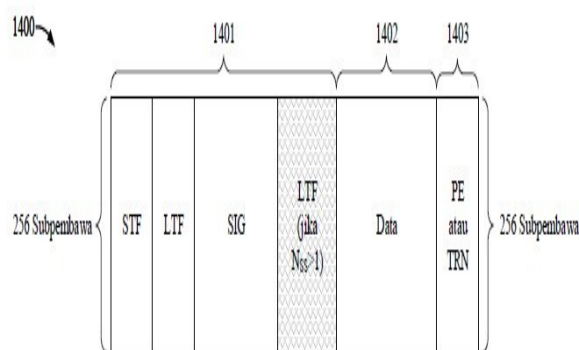 1400
1401
1402
1403
256 Subpembawa
STF
LTF
SIG
LTF
(jika
Nss>1)
Data
PE
atau
TRN
256 Subpembawa